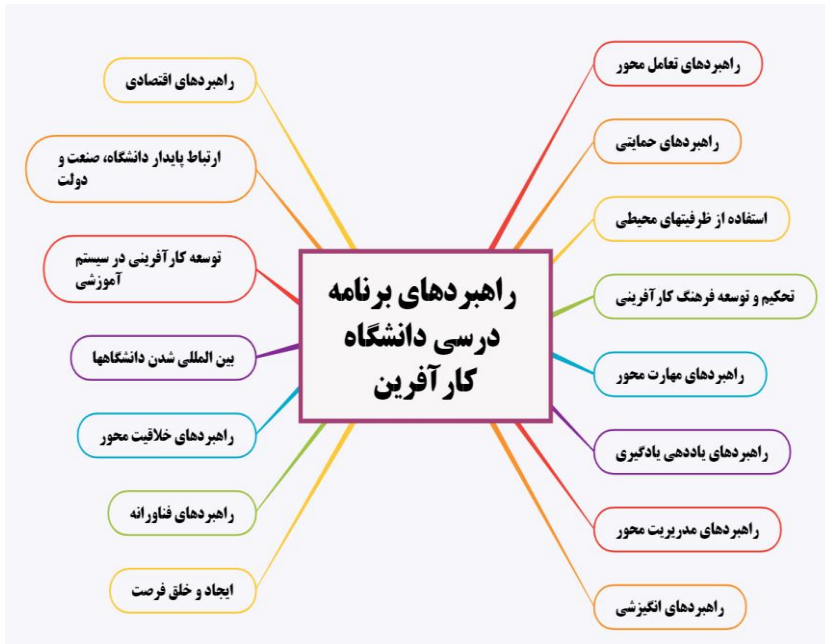 راهبردهای برنامه
درسی دانشگاه
کارآفرین
راهبردهای تعامل محور
راهبردهای حمایتی
استفاده از ظرفیتهای محیطی
تحکیم و توسعه فرهنگ کارآفرینی
راهبردهای مهارت محور
راهبردهای یاددهی یادگیری
راهبردهای مدریریت محور
راهبردهای انگیزشی
راهبردهای اقتصادی
ارتباط پایدار دانشگاه، صنعت و
دولت
توسعه کارآفرینی در سیستم
آموزشی
بین المللی شدن دانشگاهها
راهبردهای خلاقیت محور
راهبردهای فناورانه
ایجاد و خلق فرصت